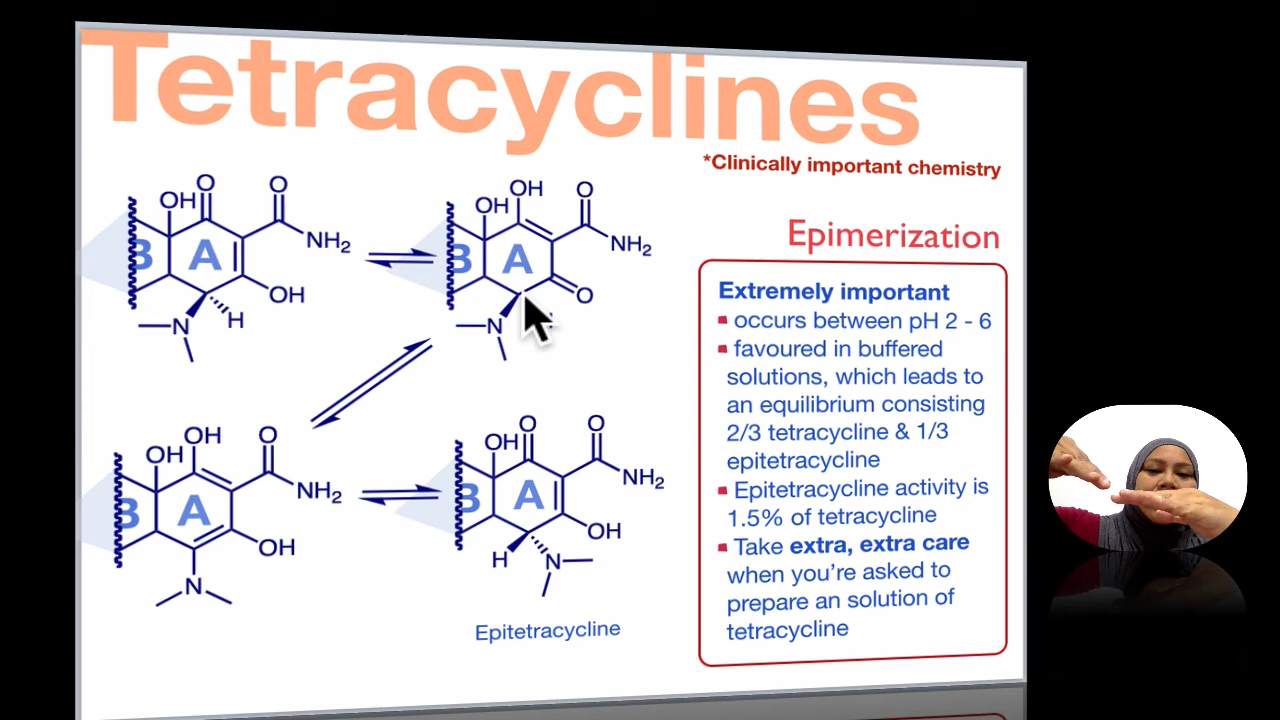 Tetracyclines
*Clinically important chemistry
OH O O
B A NH₂
OH
N H
OH OH O
B A NH₂
O
N
Epimerization
Extremely important
▪ occurs between pH 2 - 6
▪ favoured in buffered
solutions, which leads to
an equilibrium consisting
2/3 tetracycline & 1/3
epitetracycline
▪ Epitetracycline activity is
1.5% of tetracycline
▪ Take extra, extra care
when you’re asked to
prepare an solution of
tetracycline
OH OH O
B A NH₂
OH
N
OH O O
B A NH₂
OH
H N
Epitetracycline